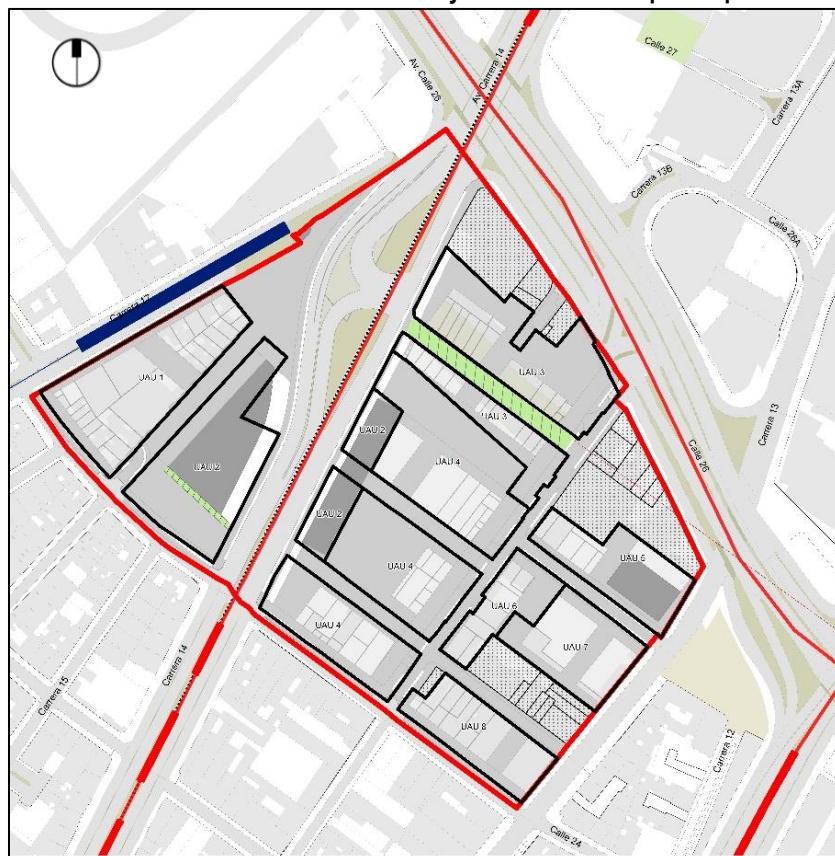 Calle 27
Carrera 13A
Av. Calle 26
Av. Carrera 14
Carrera 13B
Calle 26A
Carrera 17
UAU 1
UAU 3
UAU 3
Carrera 13
UAU 2
UAU 2
UAU 4
Calle 26
UAU 2
UAU 4
UAU 5
UAU 4
UAU 6
UAU 7
Carrera 14
Carrera 15
UAU 8
Carrera 12
Calle 24